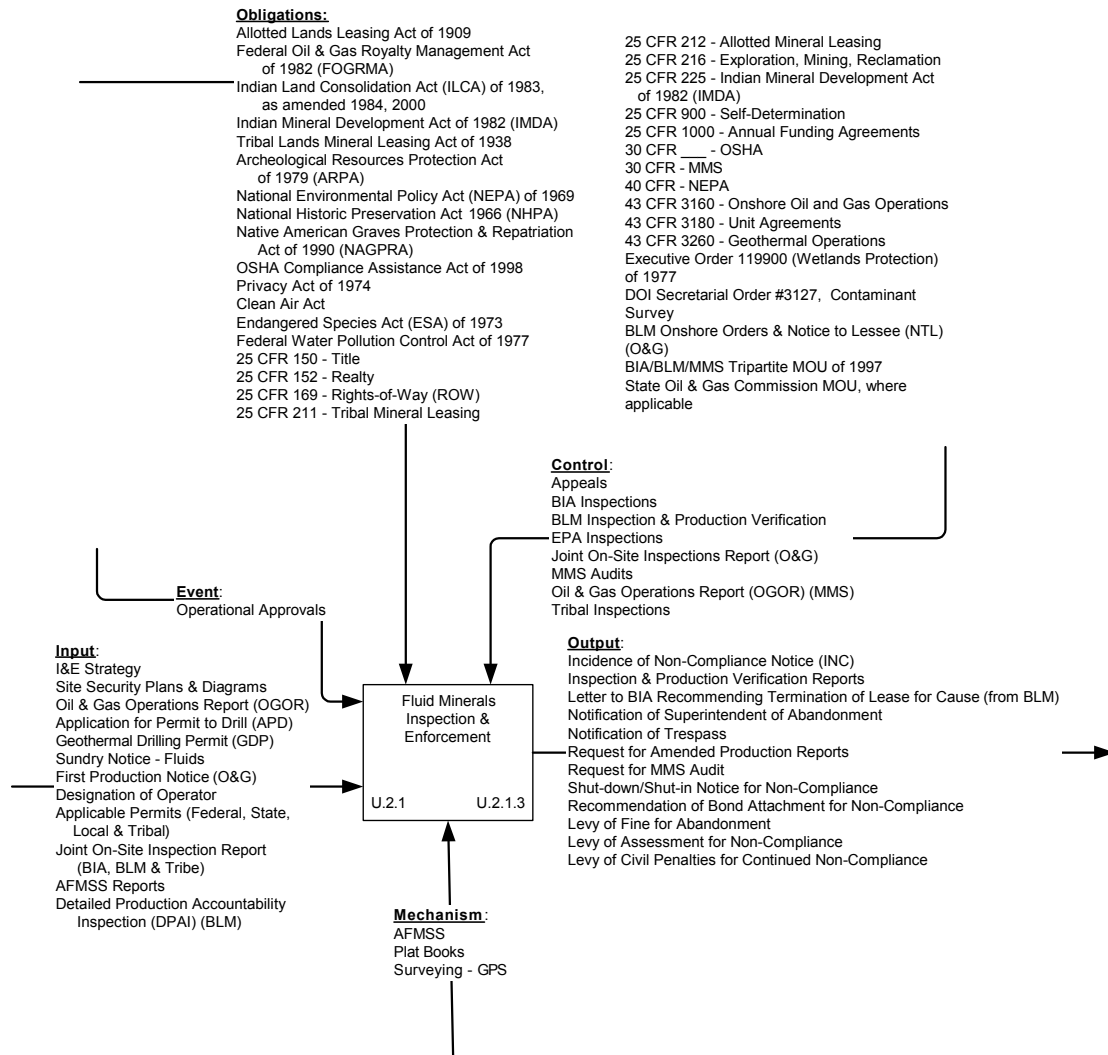 Obligations:
Allotted Lands Leasing Act of 1909
Federal Oil & Gas Royalty Management Act
of 1982 (FOGRMA)
Indian Land Consolidation Act (ILCA) of 1983,
as amended 1984, 2000
Indian Mineral Development Act of 1982 (IMDA)
Tribal Lands Mineral Leasing Act of 1938
Archeological Resources Protection Act
of 1979 (ARPA)
National Environmental Policy Act (NEPA) of 1969
National Historic Preservation Act 1966 (NHPA)
Native American Graves Protection & Repatriation
Act of 1990 (NAGPRA)
OSHA Compliance Assistance Act of 1998
Privacy Act of 1974
Clean Air Act
Endangered Species Act (ESA) of 1973
Federal Water Pollution Control Act of 1977
25 CFR 150 - Title
25 CFR 152 - Realty
25 CFR 169 - Rights-of-Way (ROW)
25 CFR 211 - Tribal Mineral Leasing
25 CFR 212 - Allotted Mineral Leasing
25 CFR 216 - Exploration, Mining, Reclamation
25 CFR 225 - Indian Mineral Development Act
of 1982 (IMDA)
25 CFR 900 - Self-Determination
25 CFR 1000 - Annual Funding Agreements
30 CFR ___ - OSHA
30 CFR - MMS
40 CFR - NEPA
43 CFR 3160 - Onshore Oil and Gas Operations
43 CFR 3180 - Unit Agreements
43 CFR 3260 - Geothermal Operations
Executive Order 119900 (Wetlands Protection)
of 1977
DOI Secretarial Order #3127, Contaminant
Survey
BLM Onshore Orders & Notice to Lessee (NTL)
(O&G)
BIA/BLM/MMS Tripartite MOU of 1997
State Oil & Gas Commission MOU, where
applicable
Control:
Appeals
BIA Inspections
BLM Inspection & Production Verification
EPA Inspections
Joint On-Site Inspections Report (O&G)
MMS Audits
Oil & Gas Operations Report (OGOR) (MMS)
Tribal Inspections
Event:
Operational Approvals
Input:
I&E Strategy
Site Security Plans & Diagrams
Oil & Gas Operations Report (OGOR)
Application for Permit to Drill (APD)
Geothermal Drilling Permit (GDP)
Sundry Notice - Fluids
First Production Notice (O&G)
Designation of Operator
Applicable Permits (Federal, State,
Local & Tribal)
Joint On-Site Inspection Report
(BIA, BLM & Tribe)
AFMSS Reports
Detailed Production Accountability
Inspection (DPAI) (BLM)
Fluid Minerals
Inspection &
Enforcement
U.2.1 U.2.1.3
Output:
Incidence of Non-Compliance Notice (INC)
Inspection & Production Verification Reports
Letter to BIA Recommending Termination of Lease for Cause (from BLM)
Notification of Superintendent of Abandonment
Notification of Trespass
Request for Amended Production Reports
Request for MMS Audit
Shut-down/Shut-in Notice for Non-Compliance
Recommendation of Bond Attachment for Non-Compliance
Levy of Fine for Abandonment
Levy of Assessment for Non-Compliance
Levy of Civil Penalties for Continued Non-Compliance
Mechanism:
AFMSS
Plat Books
Surveying - GPS